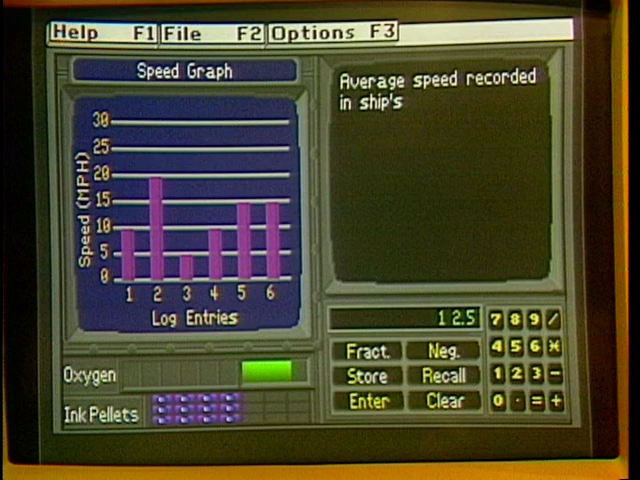 Help F1 File F2 Options F3
Speed Graph
Average speed recorded
in ship's
Speed (MPH)
30
25
20
15
10
5
0
1 2 3 4 5 6
Log Entries
12.5
7 8 9 /
Fract. Neg. 4 5 6 ×
Store Recall 1 2 3 -
Enter Clear 0 . = +
Oxygen
Ink Pellets